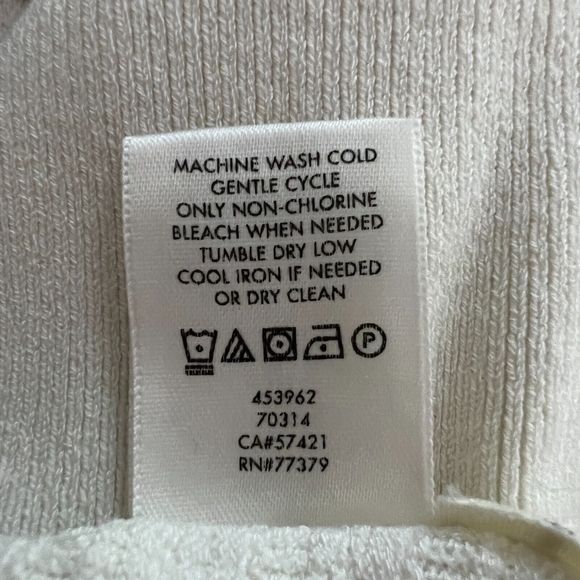 MACHINE WASH COLD
GENTLE CYCLE
ONLY NON-CHLORINE
BLEACH WHEN NEEDED
TUMBLE DRY LOW
COOL IRON IF NEEDED
OR DRY CLEAN
P
453962
70314
CA#57421
RN#77379